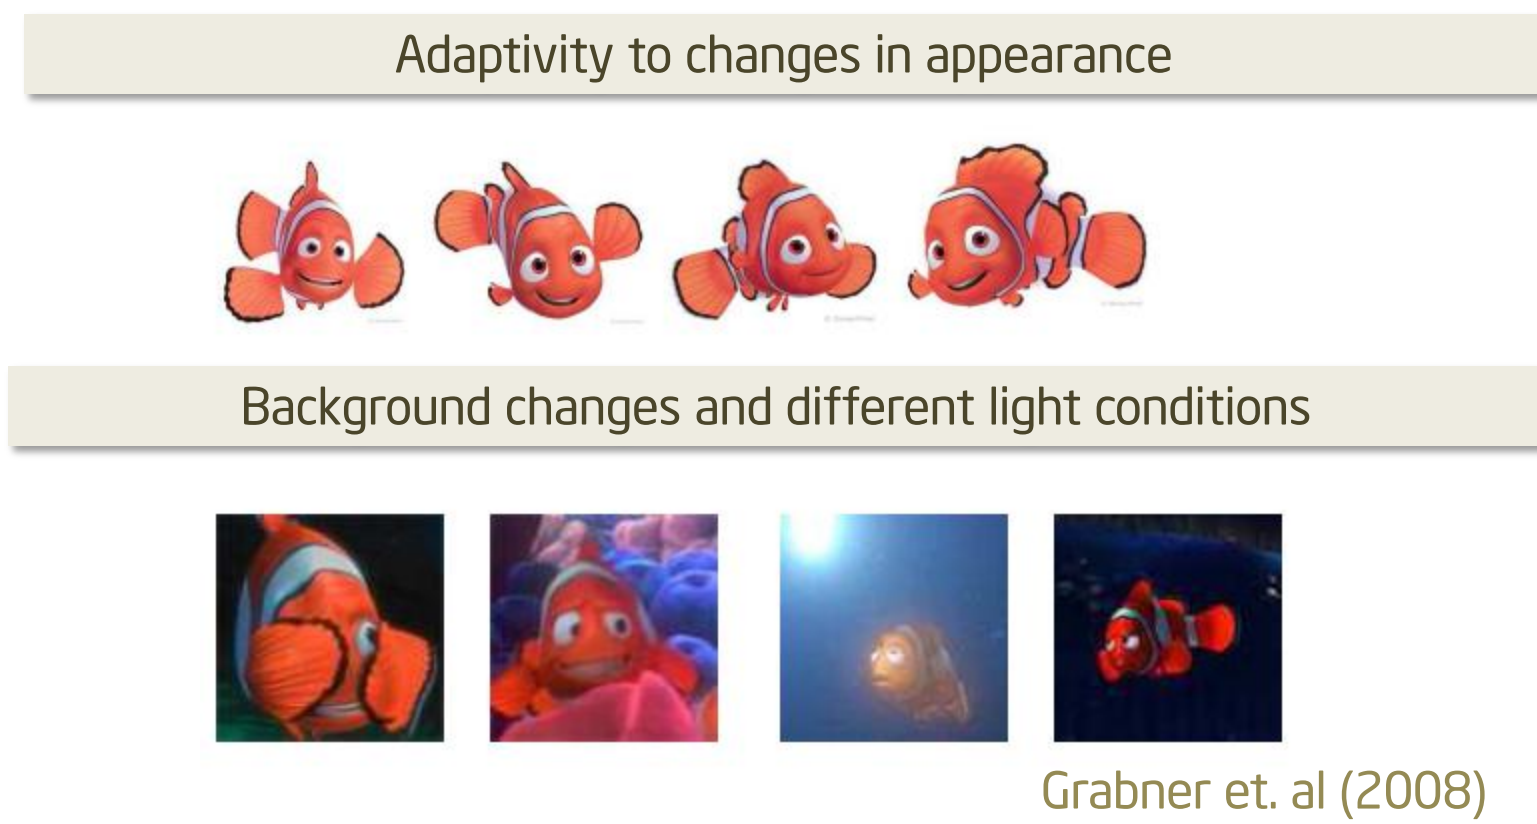 Adaptivity to changes in appearance
Background changes and different light conditions
Grabner et. al (2008)